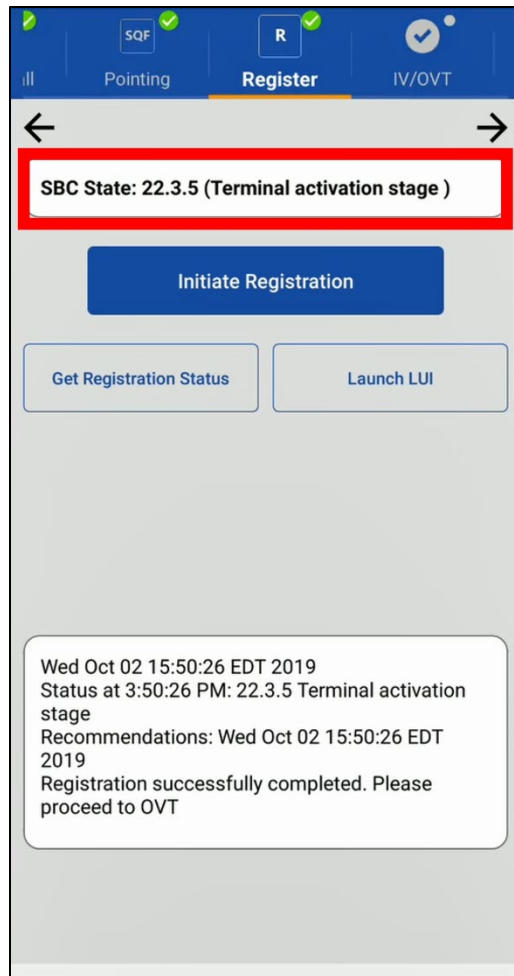 SQF
R
all
Pointing
Register
IV/OVT
SBC State: 22.3.5 (Terminal activation stage )
Initiate Registration
Get Registration Status
Launch LUI
Wed Oct 02 15:50:26 EDT 2019
Status at 3:50:26 PM: 22.3.5 Terminal activation
stage
Recommendations: Wed Oct 02 15:50:26 EDT
2019
Registration successfully completed. Please
proceed to OVT